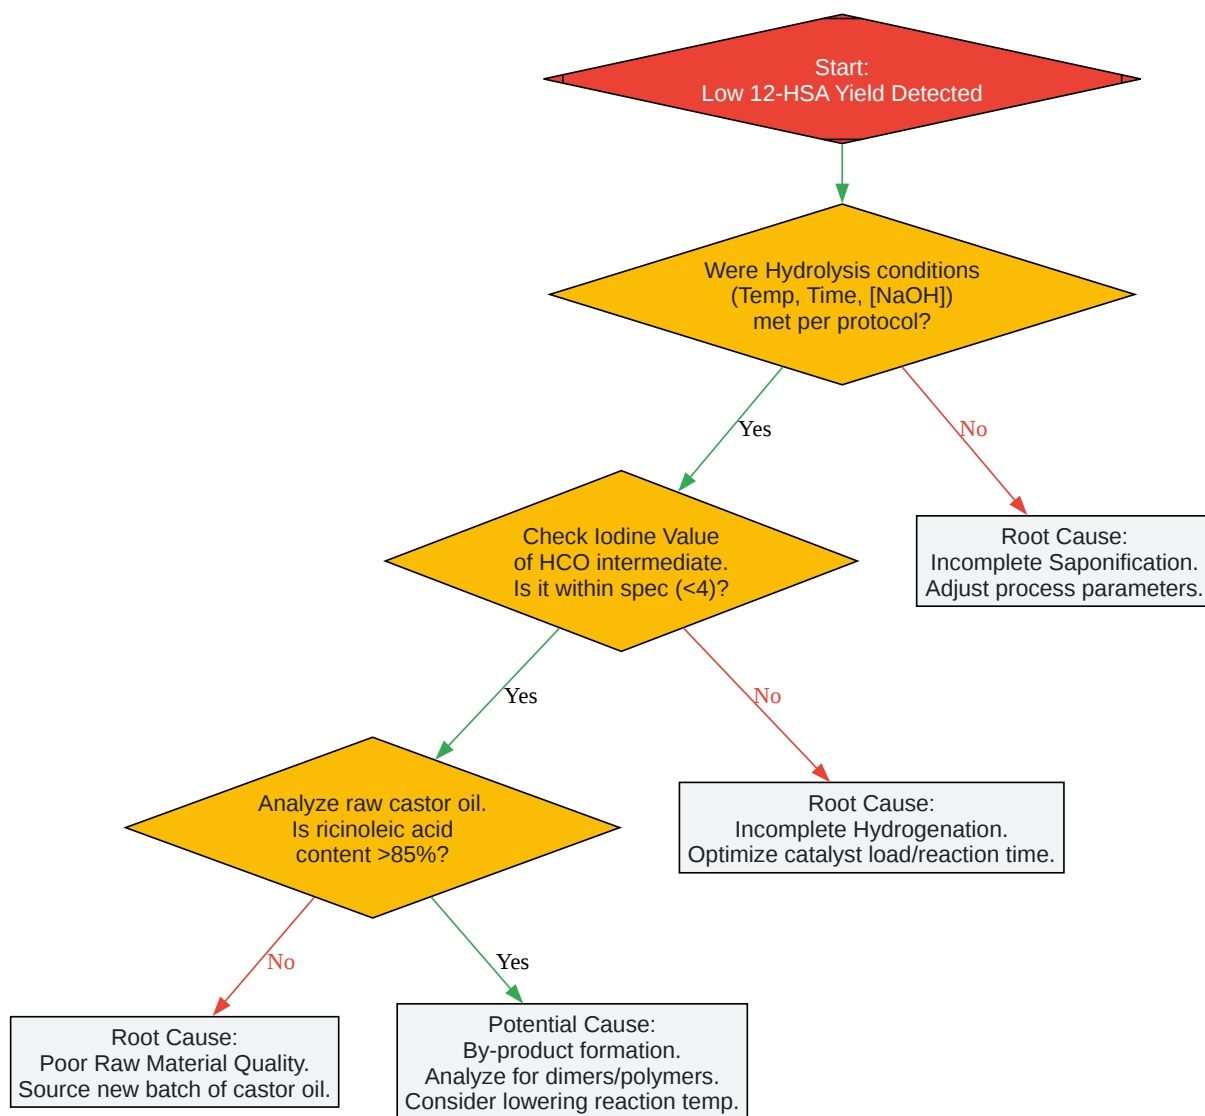 Start:
Low 12-HSA Yield Detected
Were Hydrolysis conditions
(Temp, Time, [NaOH])
met per protocol?
Yes
No
Check Iodine Value
of HCO intermediate.
Is it within spec (<4)?
Root Cause:
Incomplete Saponification.
Adjust process parameters.
Yes
No
Analyze raw castor oil.
Is ricinoleic acid
content >85%?
Root Cause:
Incomplete Hydrogenation.
Optimize catalyst load/reaction time.
No
Yes
Root Cause:
Poor Raw Material Quality.
Source new batch of castor oil.
Potential Cause:
By-product formation.
Analyze for dimers/polymers.
Consider lowering reaction temp.